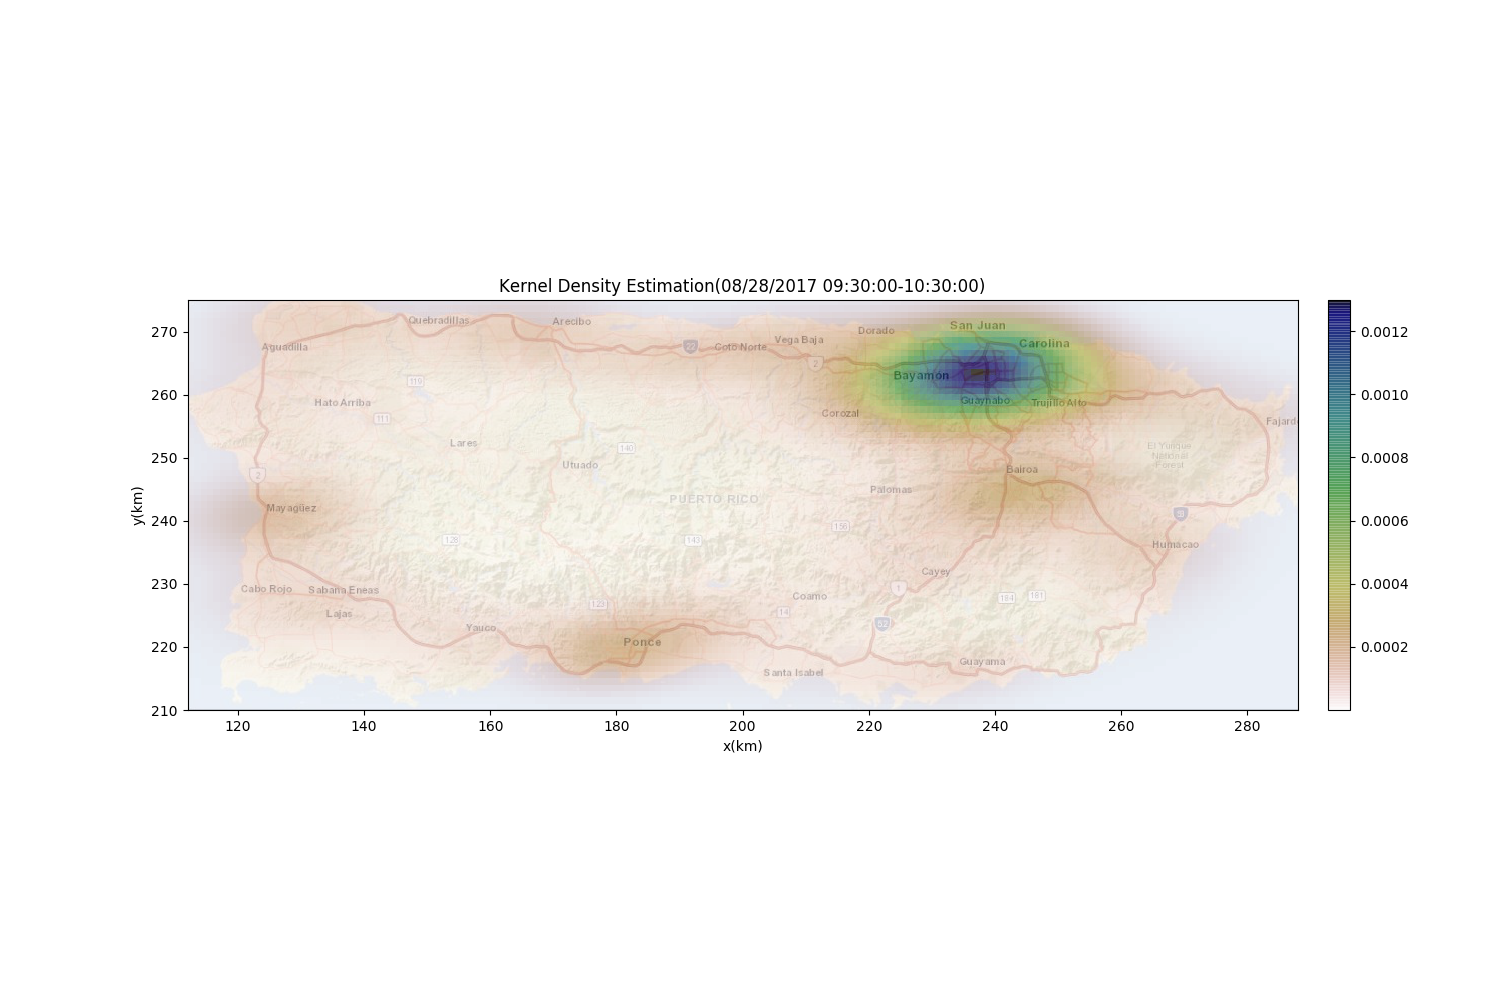 Kernel Density Estimation(08/28/2017 09:30:00-10:30:00)
270
260
250
240
230
220
210
y(km)
Quebradillas
Arecibo
Dorado
San Juan
Aguadilla
22
Coto Norte
Vega Baja
Carolina
2
Bayamon
119
Hato Arriba
Guaynabo
Trujillo Alto
111
Corozal
Fajard
Lares
140
El Yunque
National
Forest
Utuado
Bairoa
2
Palomas
PUERTO RICO
Mayagüez
156
53
128
143
Humacao
Cayey
Cabo Rojo
Sabana Eneas
1
Coamo
184
181
123
Lajas
14
Yauco
52
Ponce
Guayama
Santa Isabel
120
140
160
180
200
220
240
260
280
x(km)
0.0012
0.0010
0.0008
0.0006
0.0004
0.0002